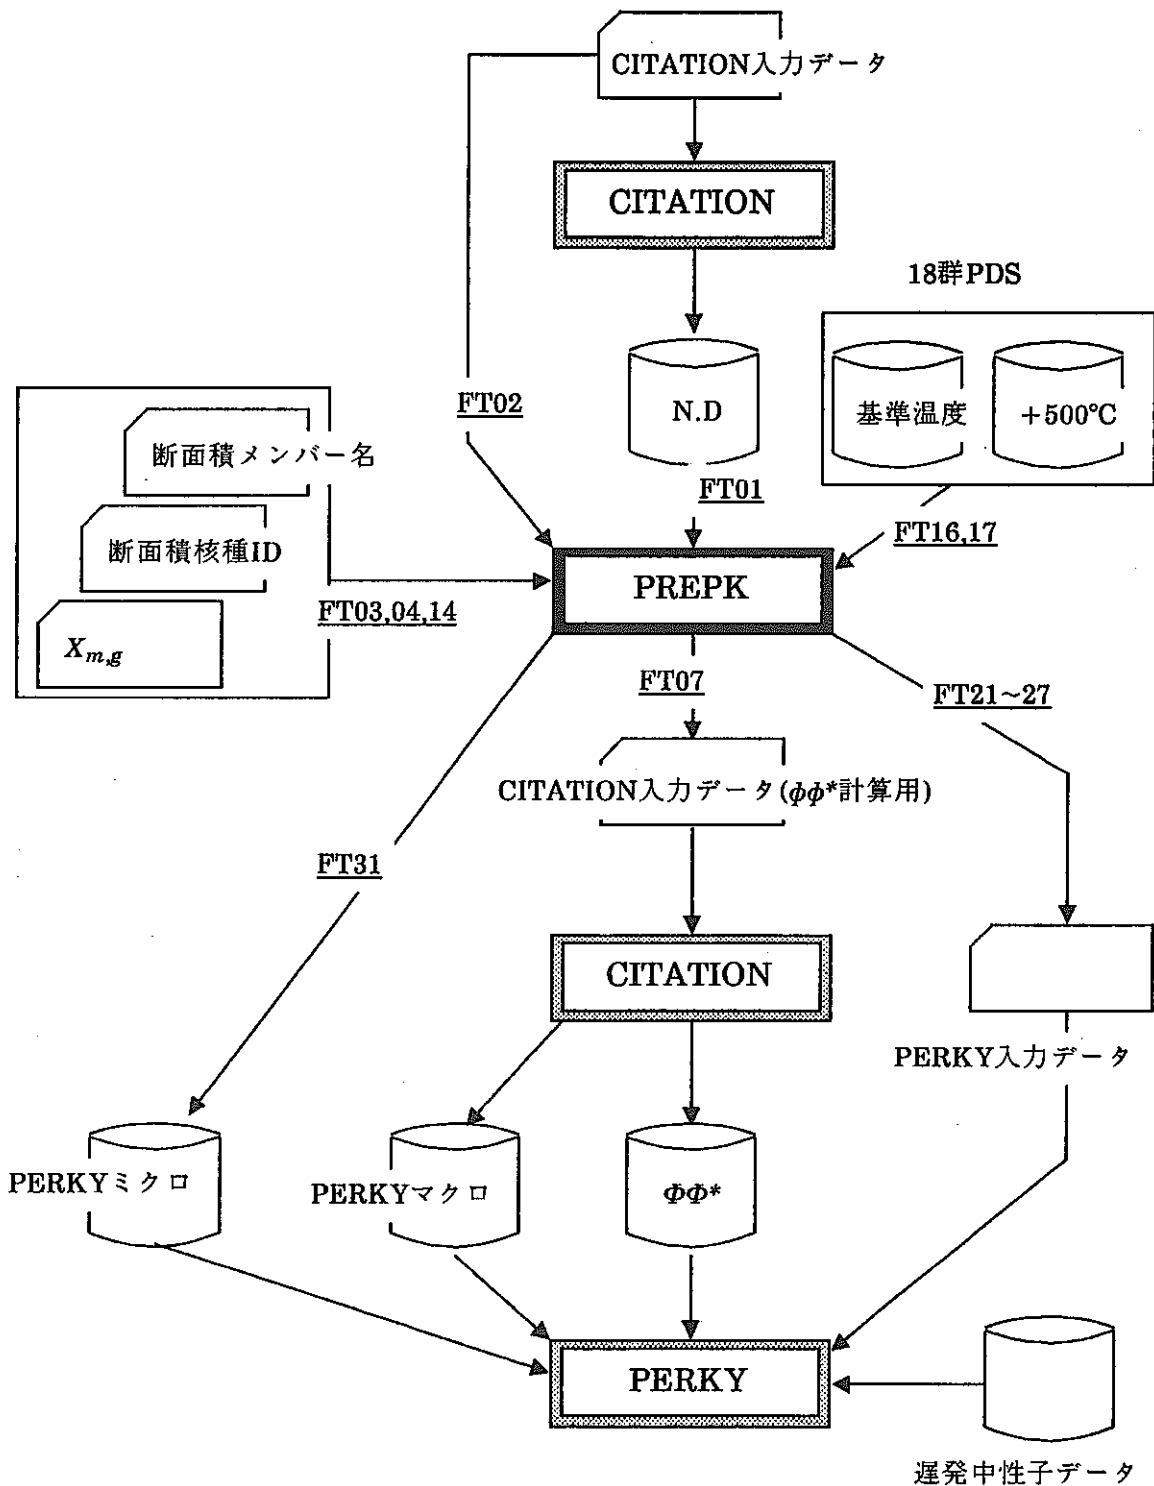 CITATION入力データ
CITATION
18群PDS
基準温度
+500℃
N.D
FT02
断面積メンバー名
FT01
FT16,17
断面積核種ID
PREPK
FT03,04,14
X_{m,g}
FT07
FT21~27
CITATION入力データ(φφ*計算用)
FT31
CITATION
PERKY入力データ
PERKYミクロ
PERKYマクロ
ΦΦ*
PERKY
遅発中性子データ